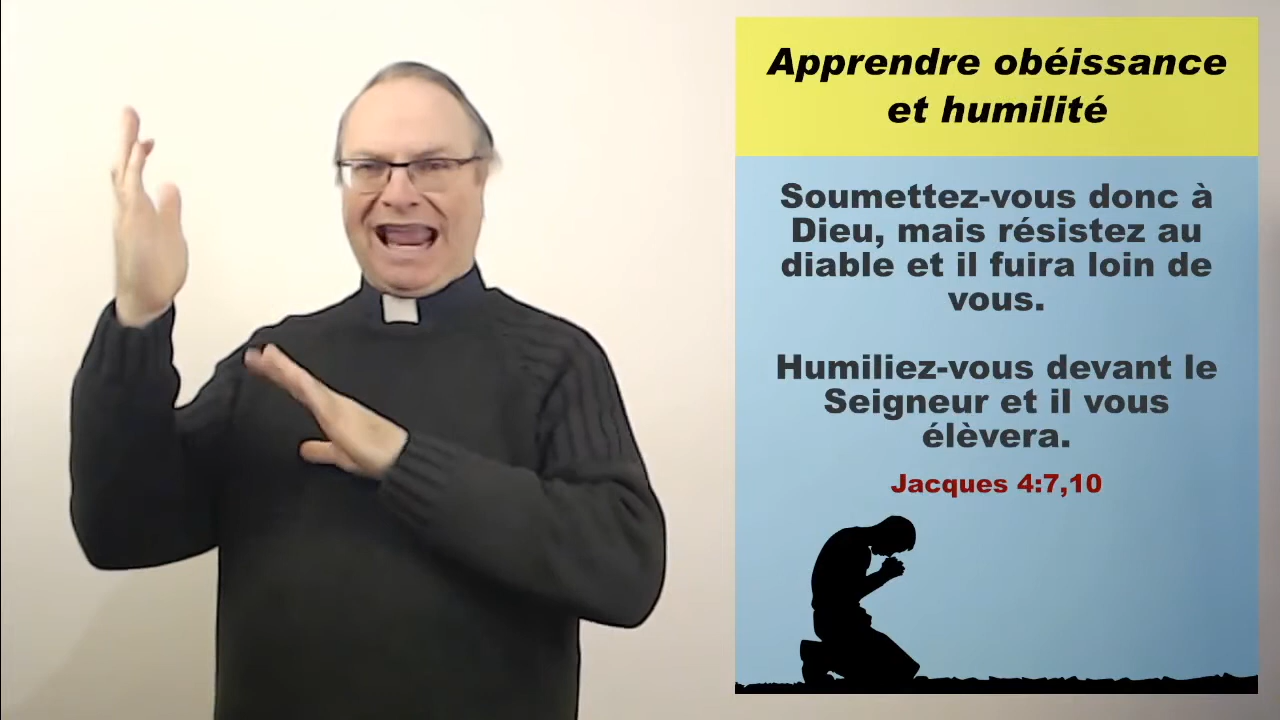 Apprendre obéissance
et humilité
Soumettez-vous donc à
Dieu, mais résistez au
diable et il fuira loin de
vous.
Humiliez-vous devant le
Seigneur et il vous
élèvera.
Jacques 4:7,10